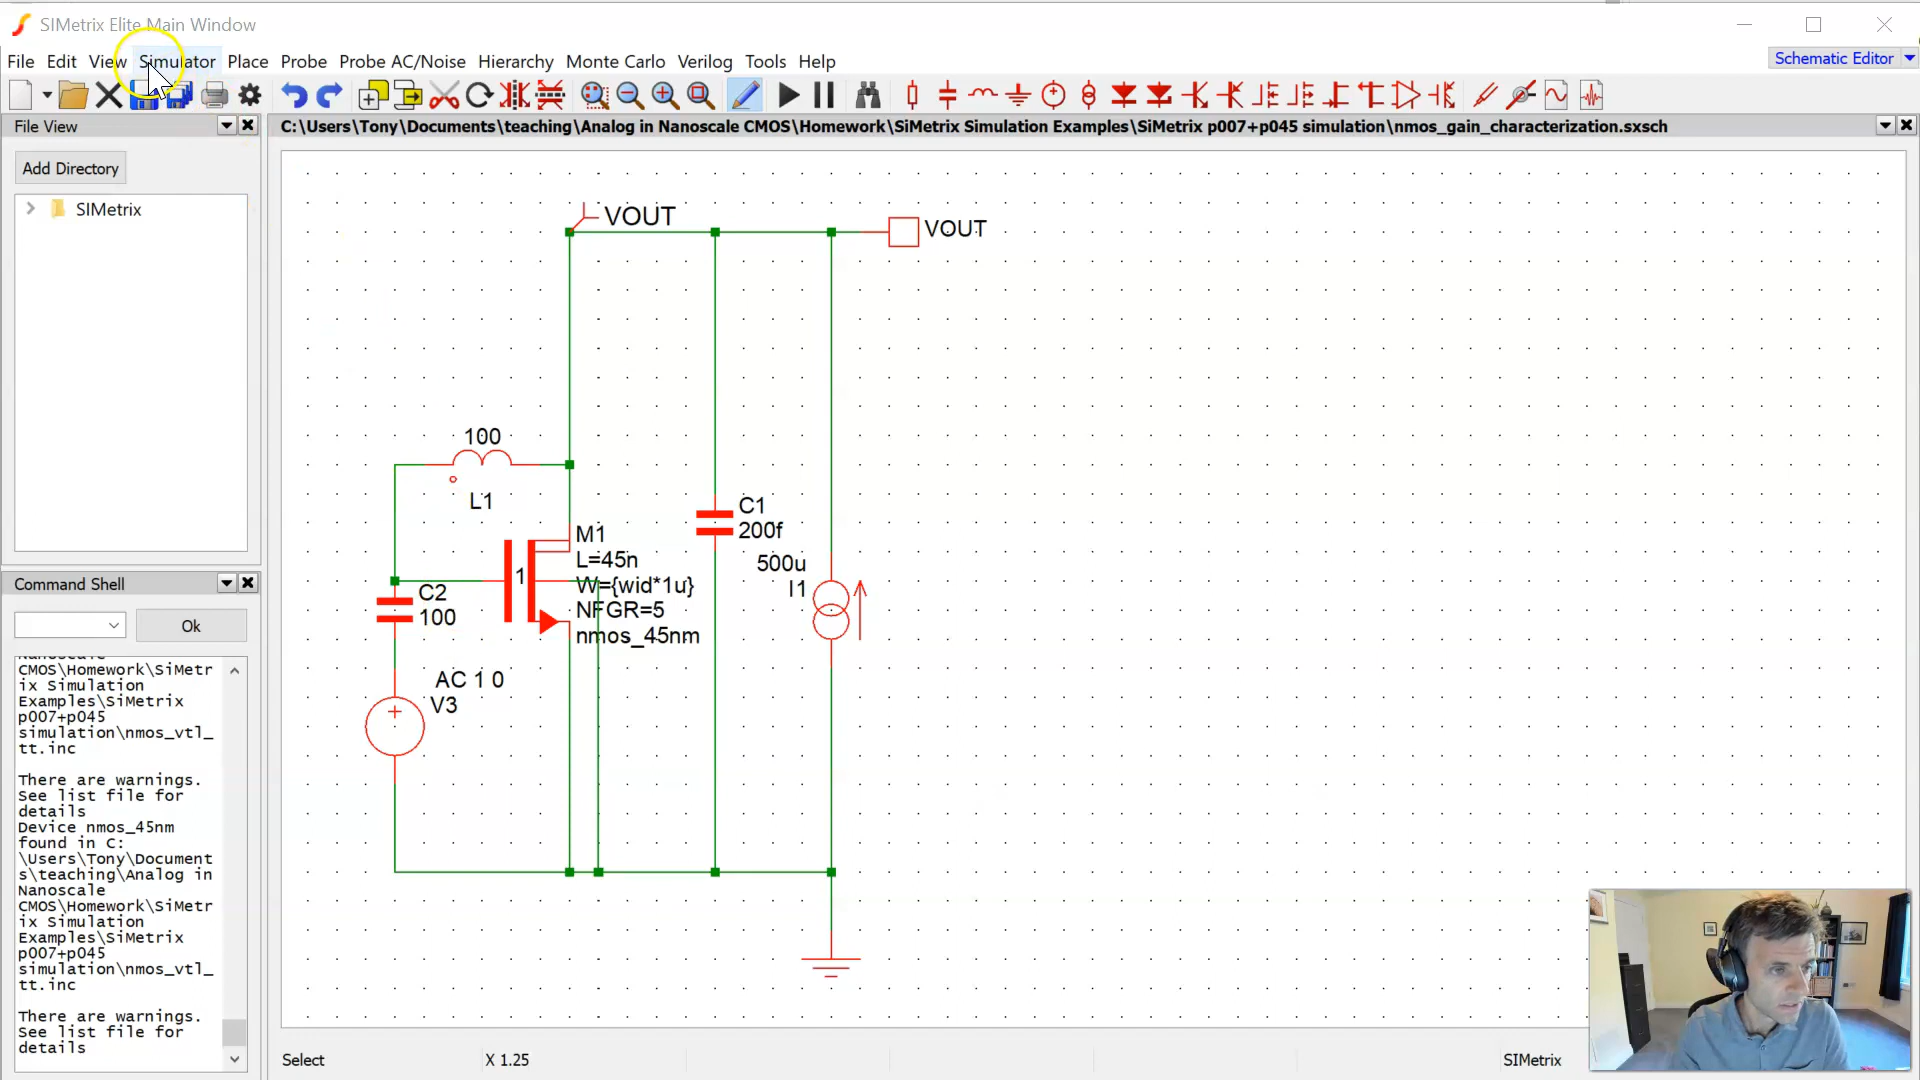 SIMetrix Elite Main Window
File Edit View Simulator Place Probe Probe AC/Noise Hierarchy Monte Carlo Verilog Tools Help
Schematic Editor
File View
C:\Users\Tony\Documents\teaching\Analog in Nanoscale CMOS\Homework\SiMetrix Simulation Examples\SiMetrix p007+p045 simulation\nmos_gain_characterization.sxsch
Add Directory
SIMetrix
VOUT
VOUT
100
L1
M1
L=45n
W={wid*1u}
NFGR=5
nmos_45nm
1
C1
200f
500u
I1
C2
100
AC 1 0
V3
Command Shell
Ok
Nanoscale
CMOS\Homework\SiMetr
ix Simulation
Examples\SiMetrix
p007+p045
simulation\nmos_vtl_
tt.inc
There are warnings.
See list file for
details
Device nmos_45nm
found in C:
\Users\Tony\Document
s\teaching\Analog in
Nanoscale
CMOS\Homework\SiMetr
ix Simulation
Examples\SiMetrix
p007+p045
simulation\nmos_vtl_
tt.inc
There are warnings.
See list file for
details
Select
X 1.25
SIMetrix